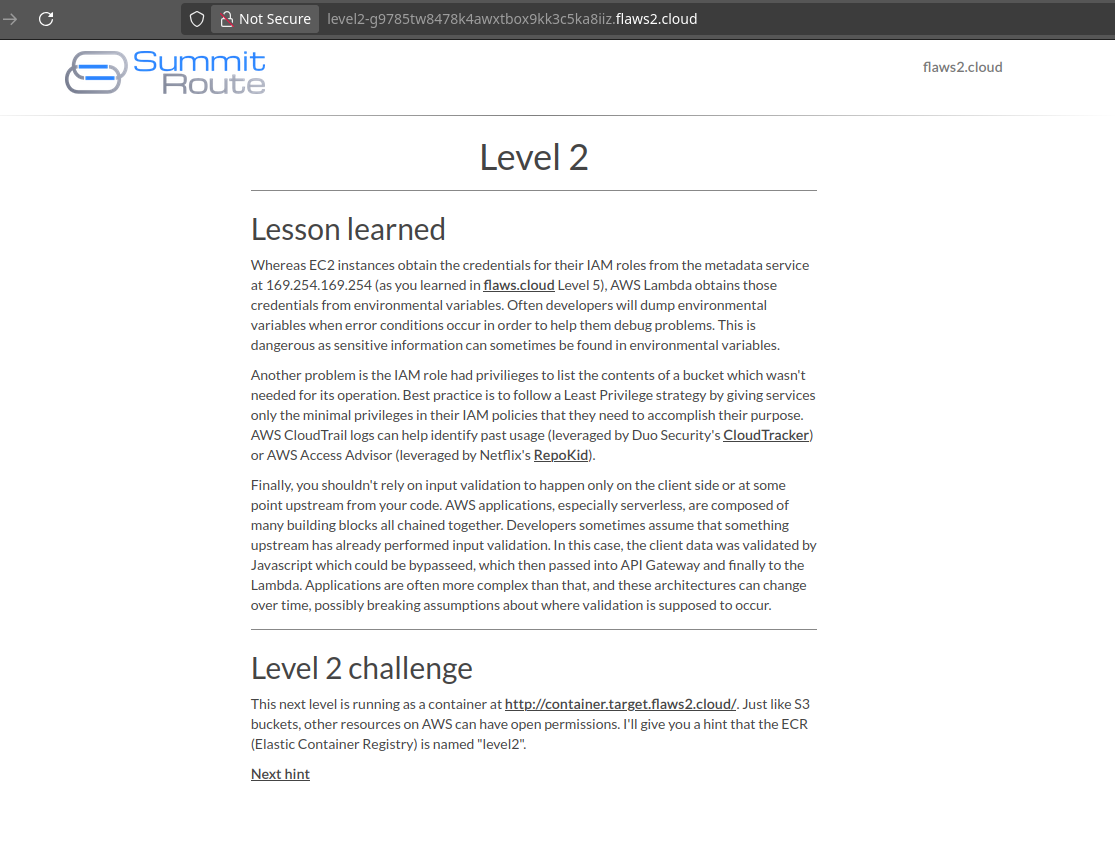 Not Secure
level2-g9785tw8478k4awxtbox9kk3c5ka8iiz.flaws2.cloud
Summit
Route
flaws2.cloud
Level 2
Lesson learned
Whereas EC2 instances obtain the credentials for their IAM roles from the metadata service
at 169.254.169.254 (as you learned in flaws.cloud Level 5), AWS Lambda obtains those
credentials from environmental variables. Often developers will dump environmental
variables when error conditions occur in order to help them debug problems. This is
dangerous as sensitive information can sometimes be found in environmental variables.
Another problem is the IAM role had privilieges to list the contents of a bucket which wasn't
needed for its operation. Best practice is to follow a Least Privilege strategy by giving services
only the minimal privileges in their IAM policies that they need to accomplish their purpose.
AWS CloudTrail logs can help identify past usage (leveraged by Duo Security's CloudTracker)
or AWS Access Advisor (leveraged by Netflix's RepoKid).
Finally, you shouldn't rely on input validation to happen only on the client side or at some
point upstream from your code. AWS applications, especially serverless, are composed of
many building blocks all chained together. Developers sometimes assume that something
upstream has already performed input validation. In this case, the client data was validated by
Javascript which could be bypasseed, which then passed into API Gateway and finally to the
Lambda. Applications are often more complex than that, and these architectures can change
over time, possibly breaking assumptions about where validation is supposed to occur.
Level 2 challenge
This next level is running as a container at http://container.target.flaws2.cloud/. Just like S3
buckets, other resources on AWS can have open permissions. I'll give you a hint that the ECR
(Elastic Container Registry) is named "level2".
Next hint